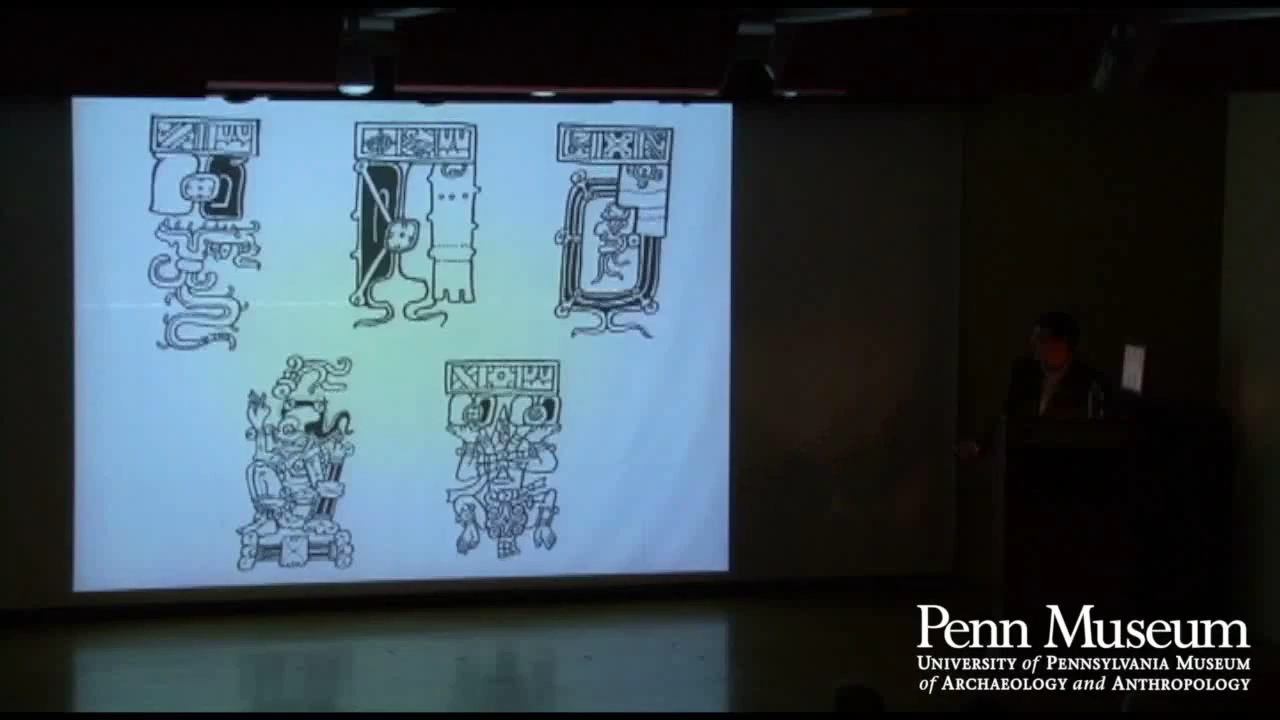 Penn Museum
UNIVERSITY of PENNSYLVANIA MUSEUM
of ARCHAEOLOGY and ANTHROPOLOGY